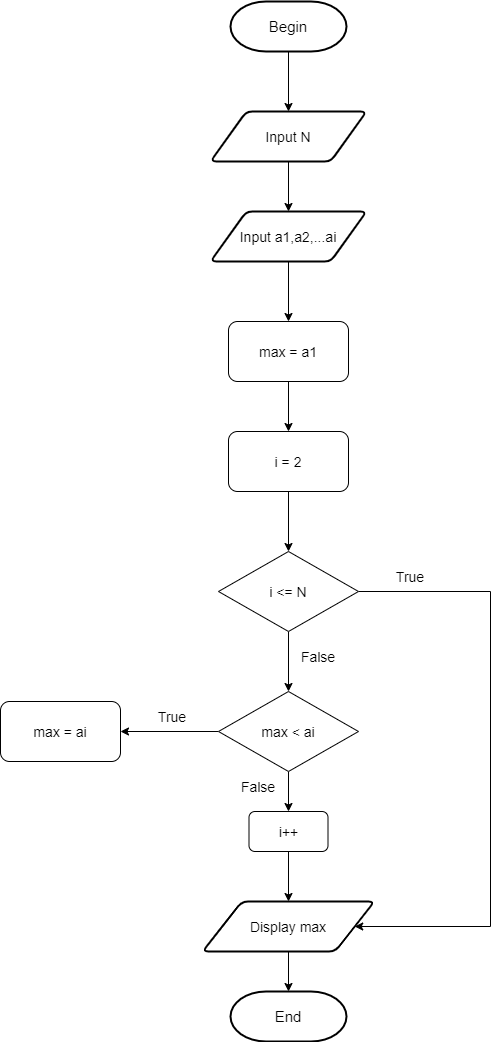 Begin
Input N
Input a1,a2,...ai
max = a1
i = 2
i <= N
True
False
max < ai
True
max = ai
False
i++
Display max
End